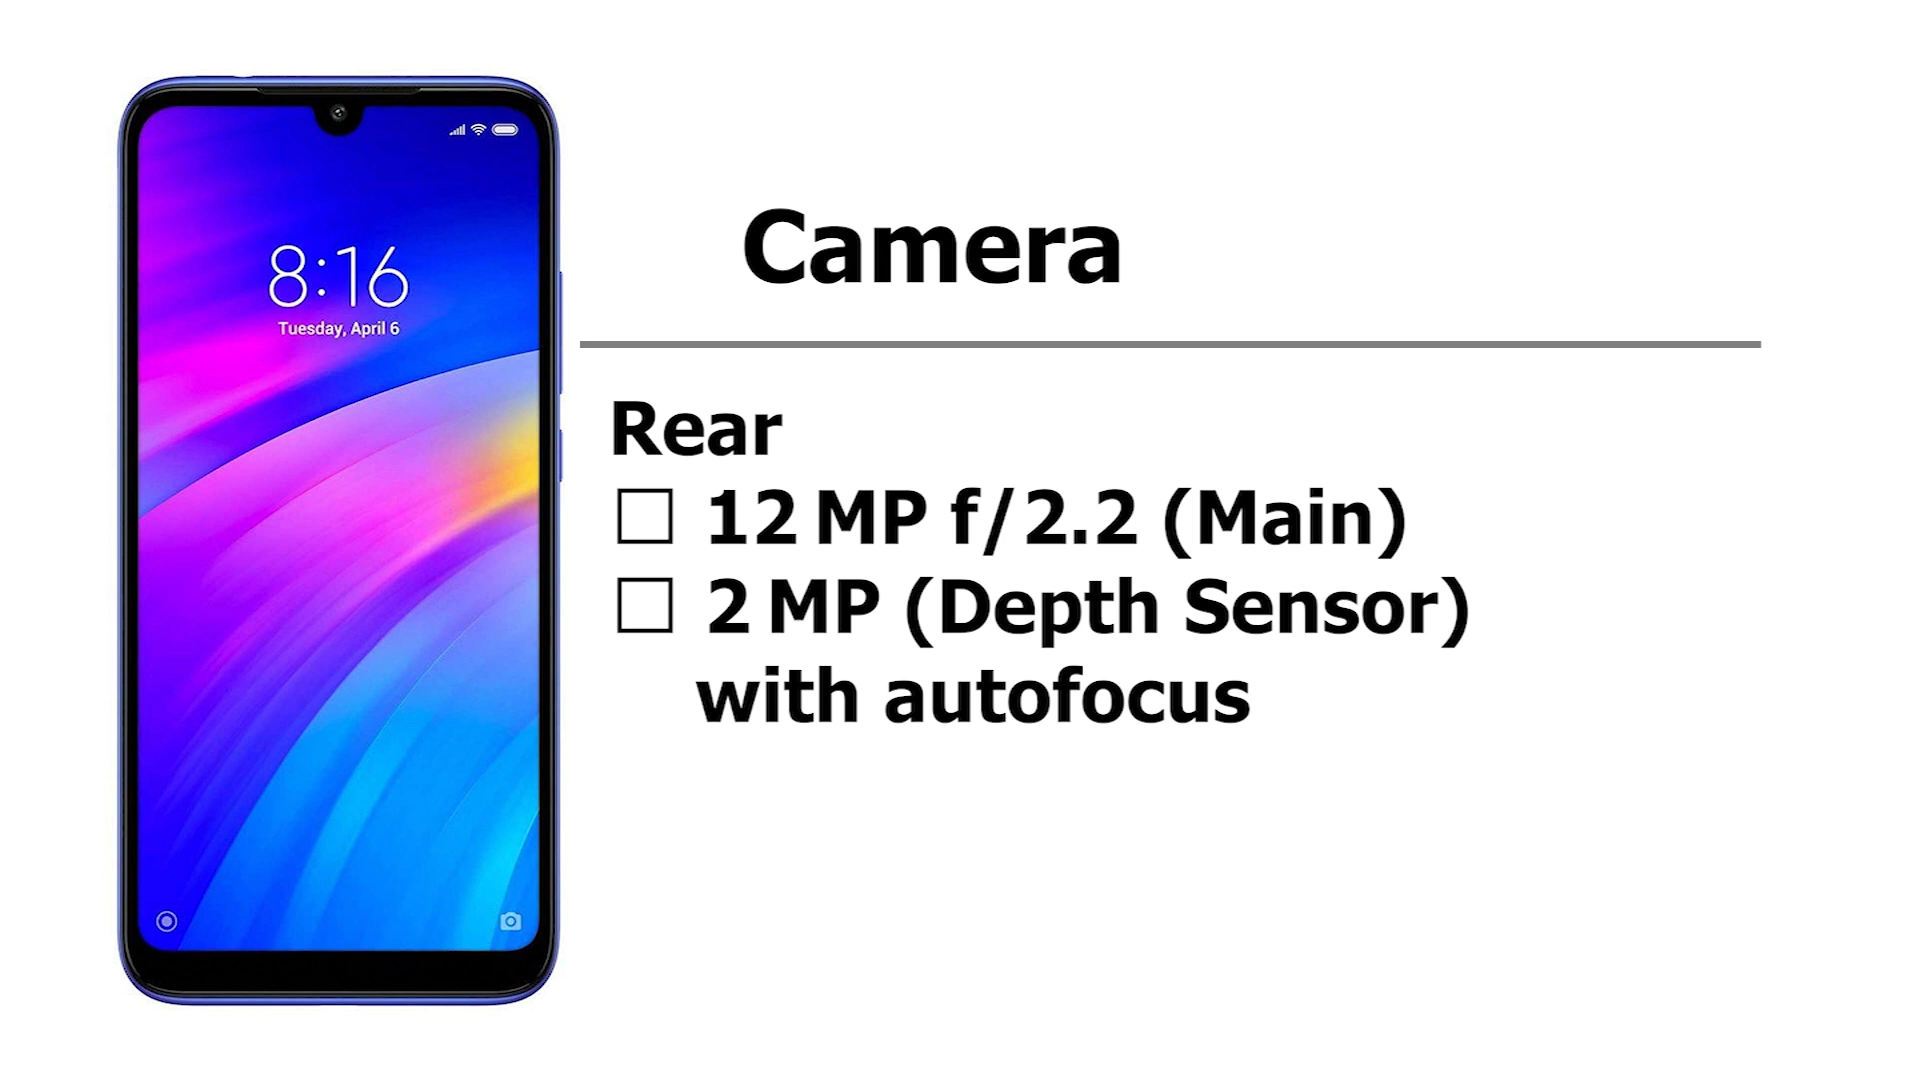 8:16
Tuesday, April 6
Camera
Rear
☐ 12 MP f/2.2 (Main)
☐ 2 MP (Depth Sensor)
with autofocus